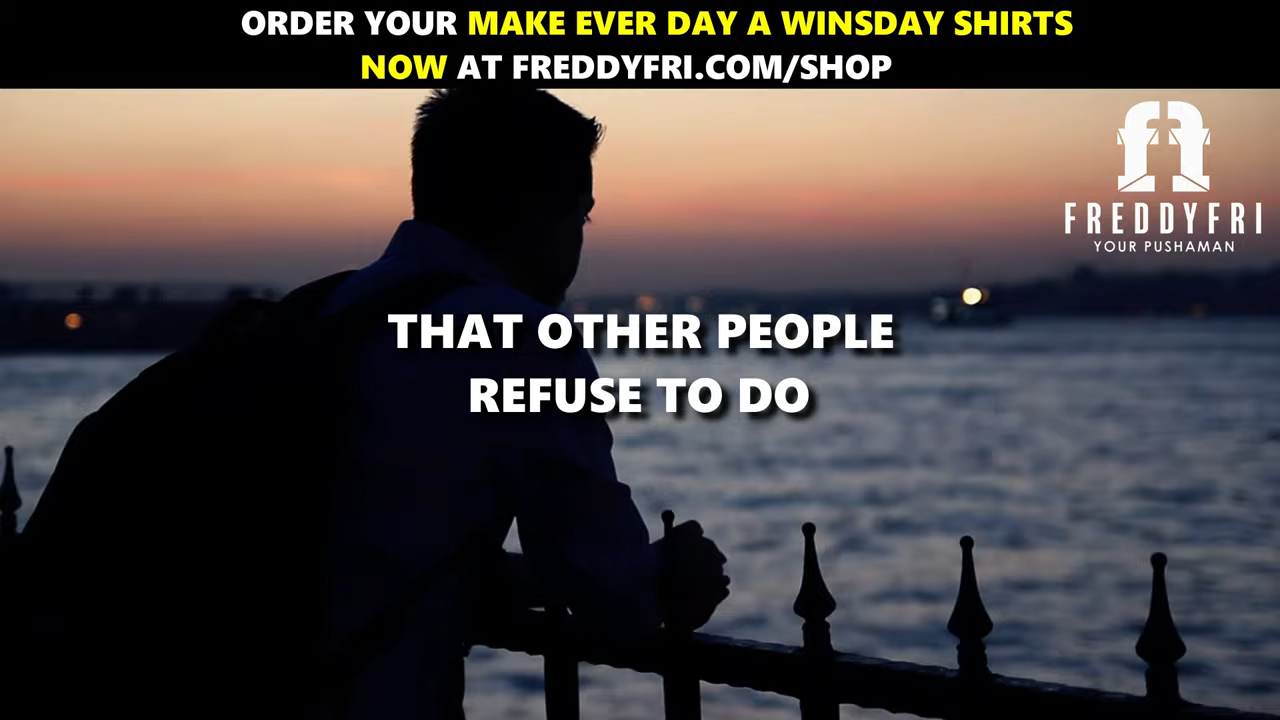 ORDER YOUR MAKE EVER DAY A WINSDAY SHIRTS
NOW AT FREDDYFRI.COM/SHOP
FREDDYFRI
YOUR PUSHAMAN
THAT OTHER PEOPLE
REFUSE TO DO